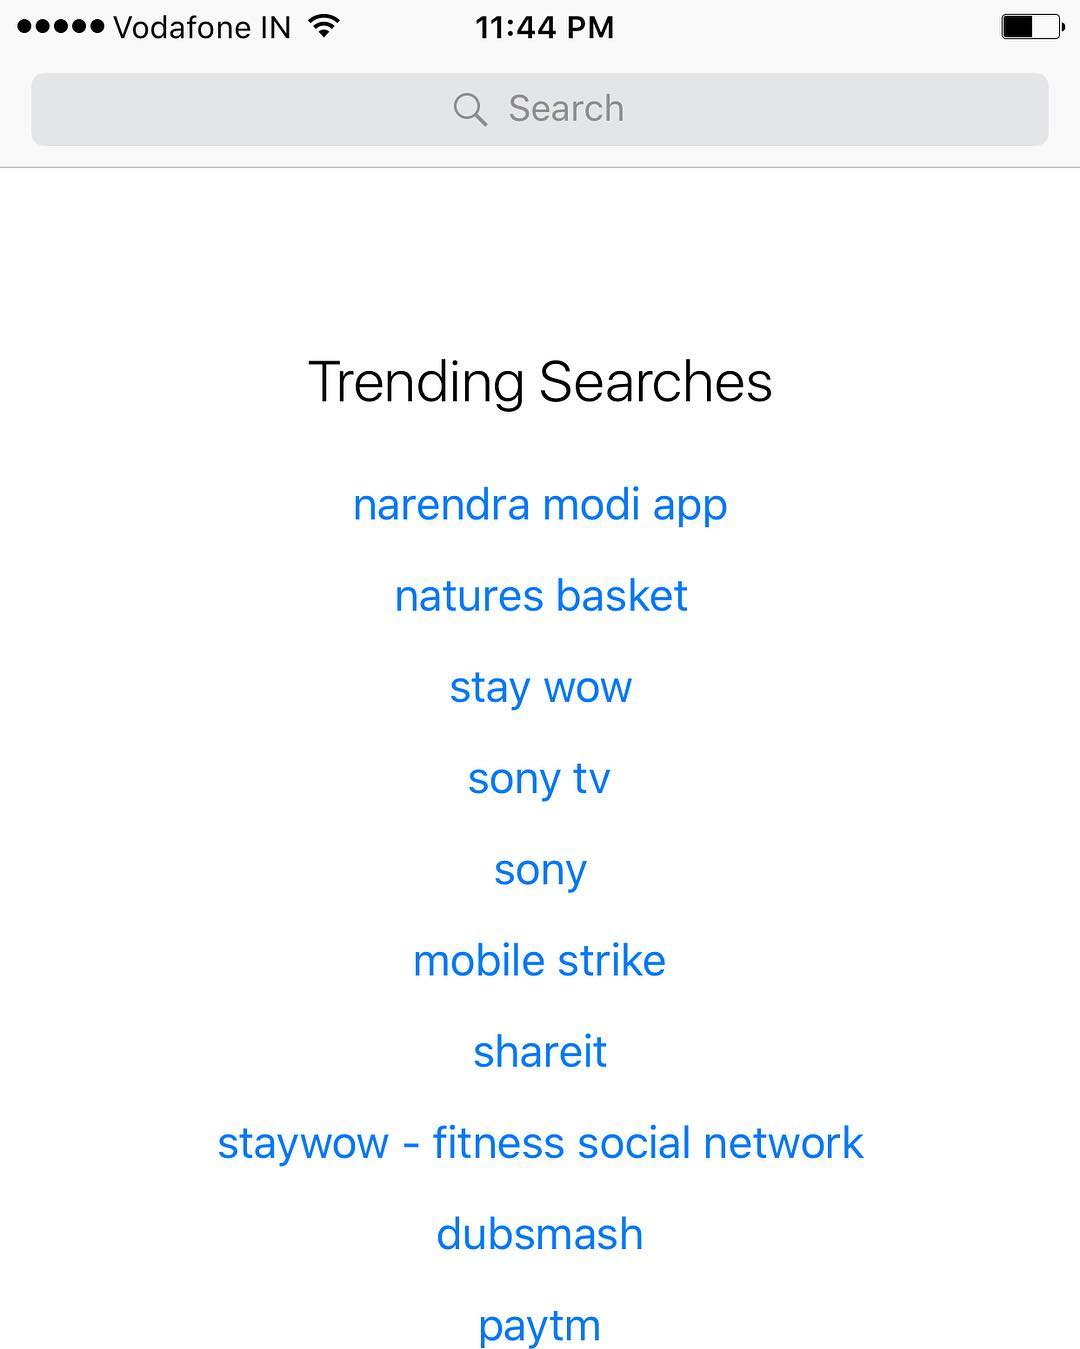 Vodafone IN 11:44 PM
Search
Trending Searches
narendra modi app
natures basket
stay wow
sony tv
sony
mobile strike
shareit
staywow - fitness social network
dubsmash
paytm